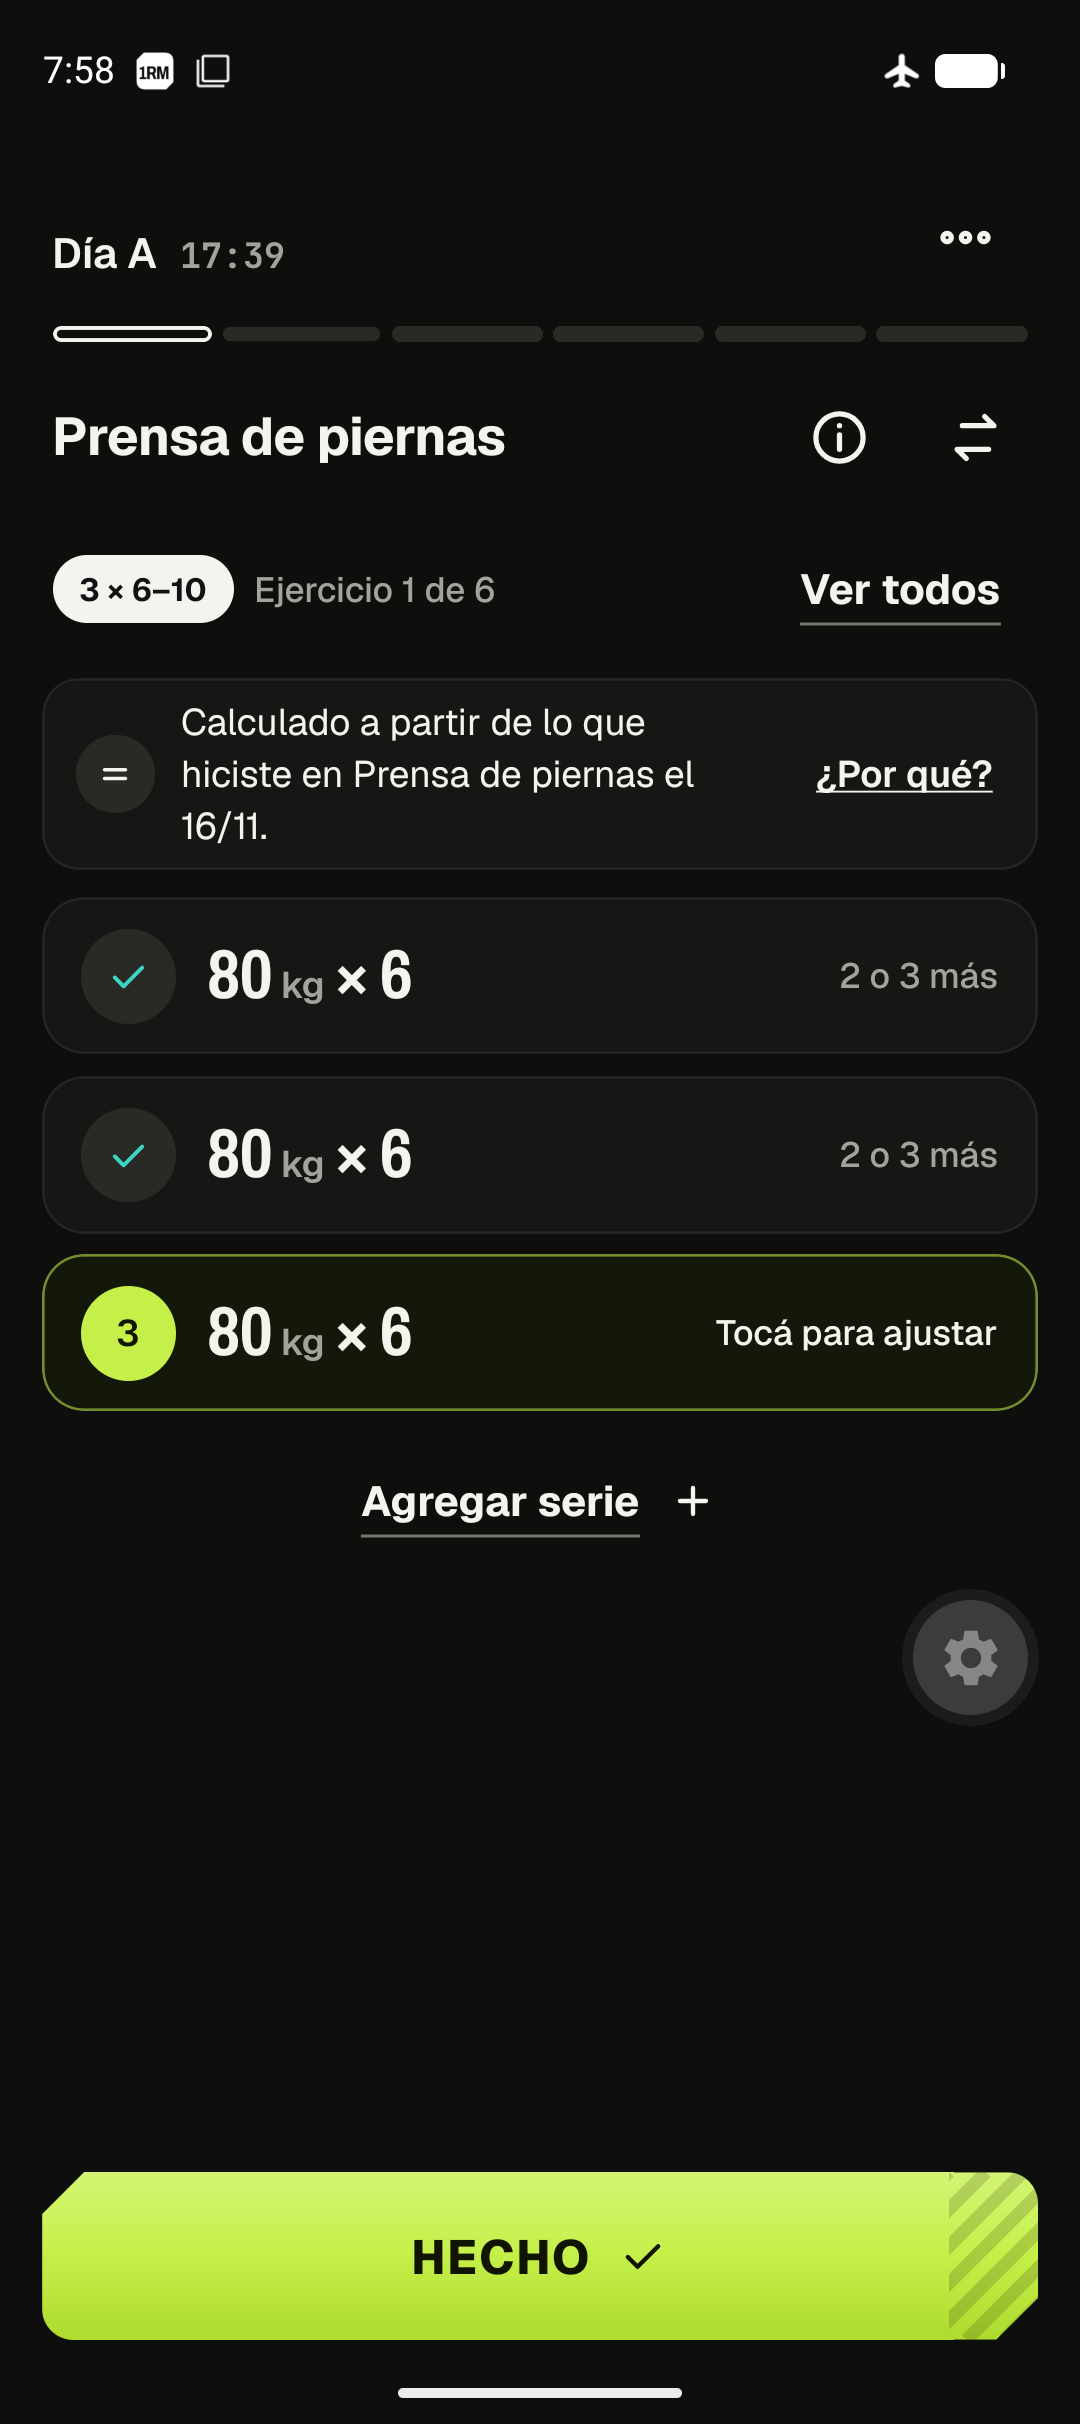 7:58 1RM
Día A 17:39
Prensa de piernas
3 × 6–10 Ejercicio 1 de 6 Ver todos
Calculado a partir de lo que
hiciste en Prensa de piernas el
16/11.
¿Por qué?
80 kg × 6 2 o 3 más
80 kg × 6 2 o 3 más
3 80 kg × 6 Tocá para ajustar
Agregar serie +
HECHO